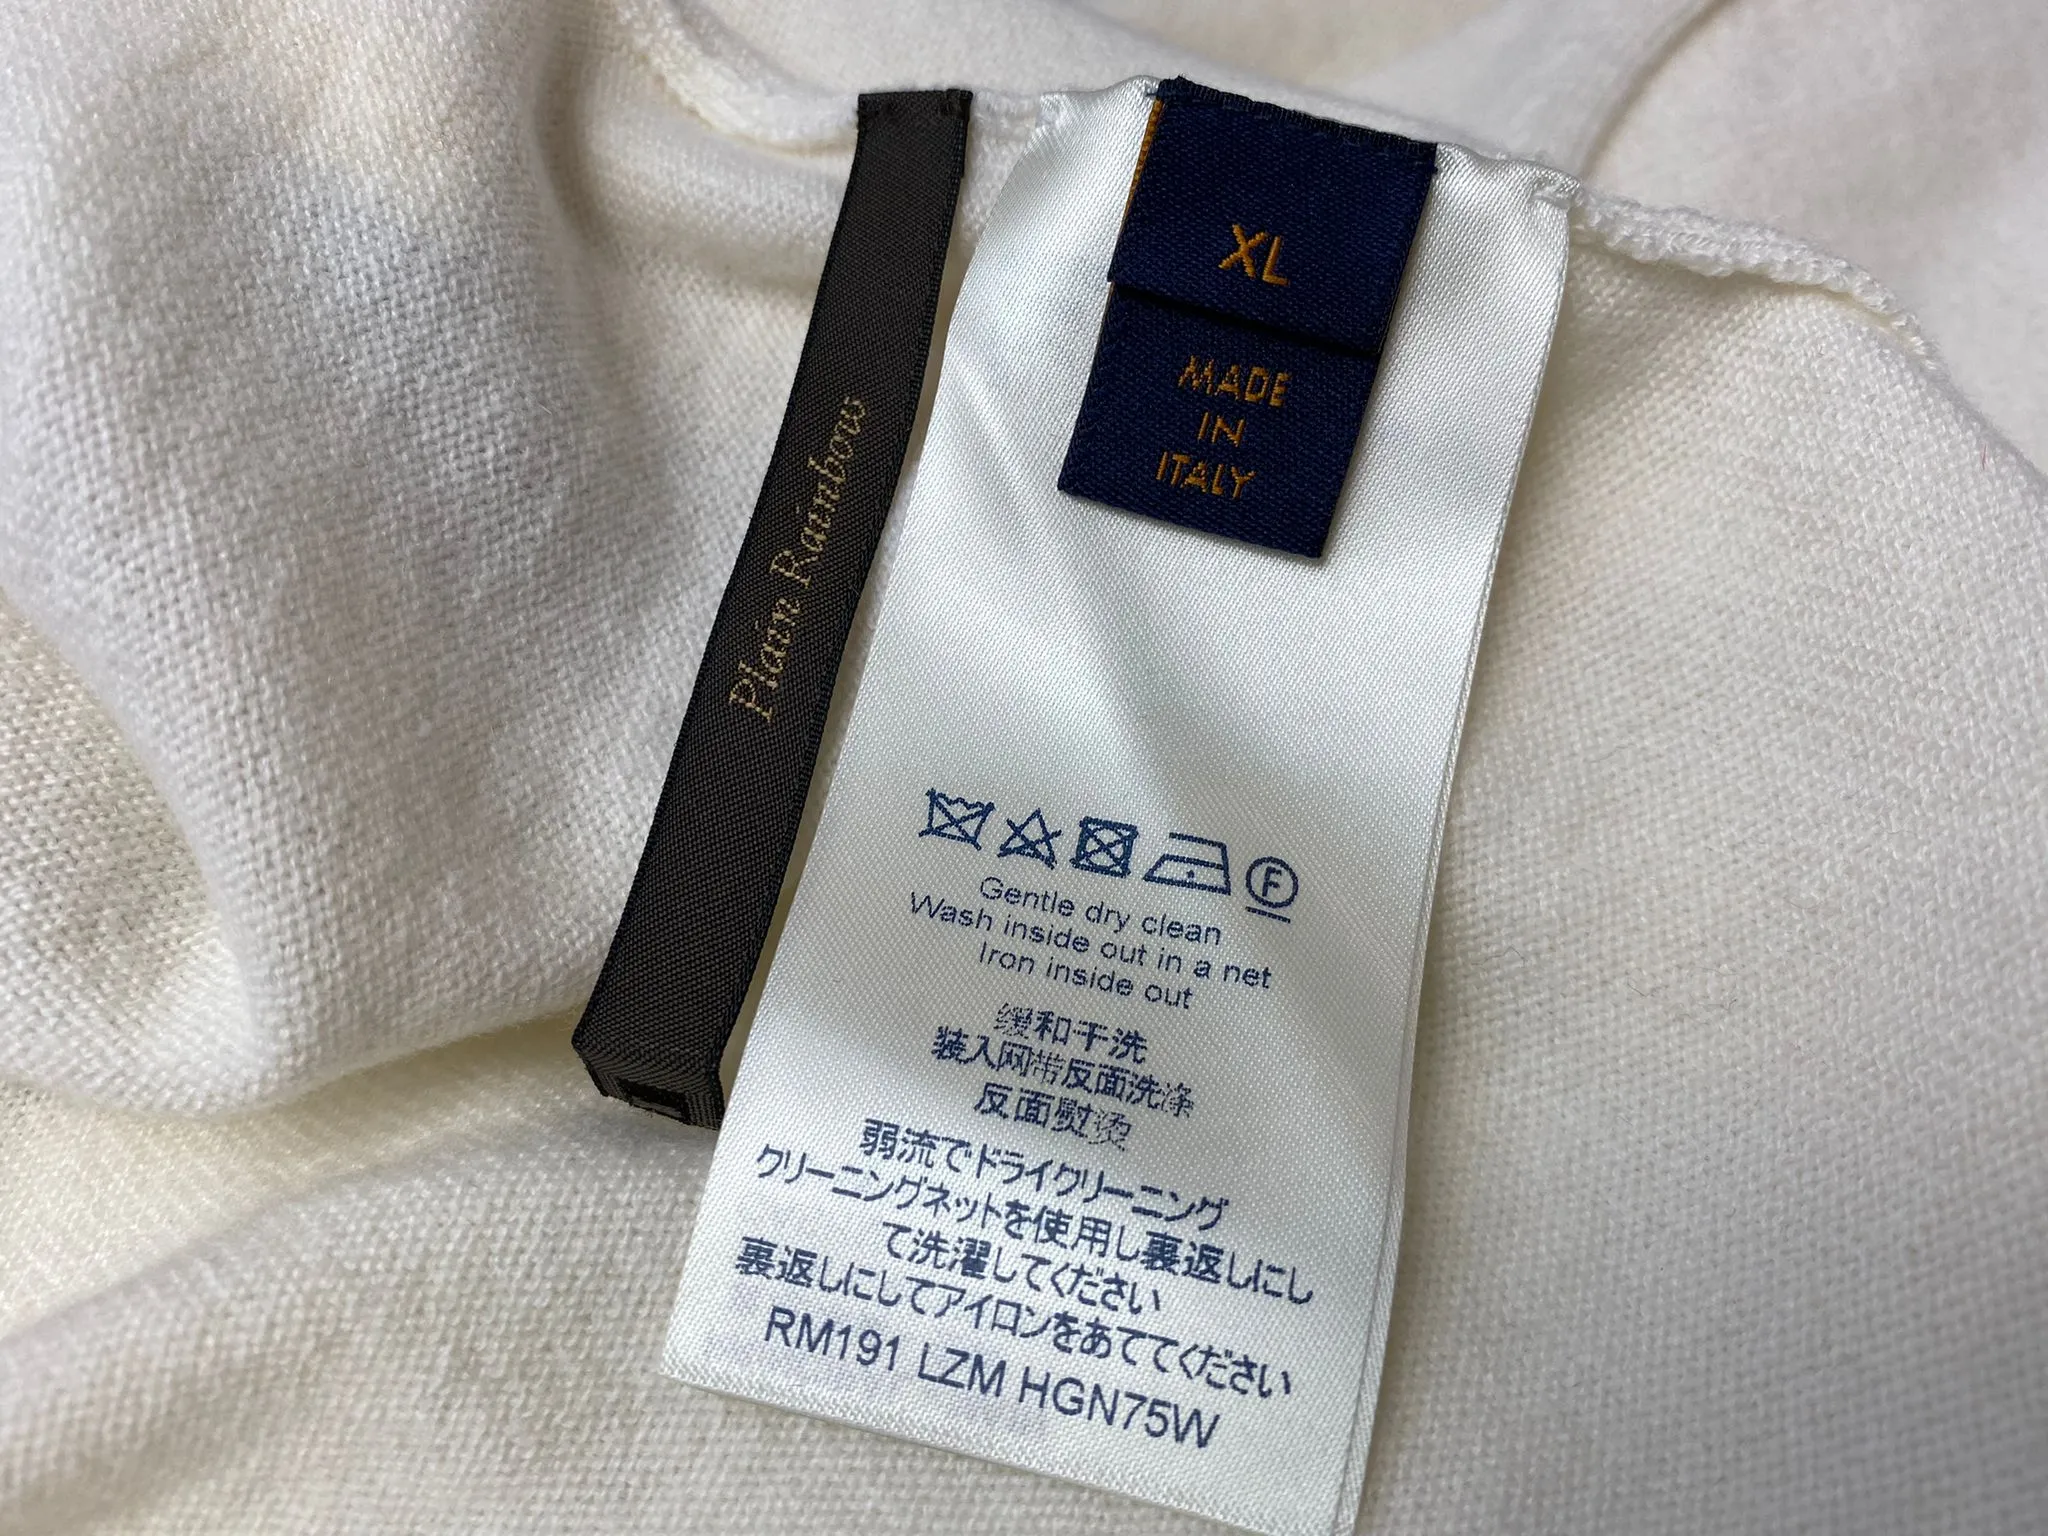 Plain Rainbow
XL
MADE
IN
ITALY
F
Gentle dry clean
Wash inside out in a net
Iron inside out
缓和干洗
装入网带反面洗涤
反面熨烫
弱流でドライクリーニング
クリーニングネットを使用し裏返しにし
て洗濯してください
裏返しにしてアイロンをあててください
RM191 LZM HGN75W